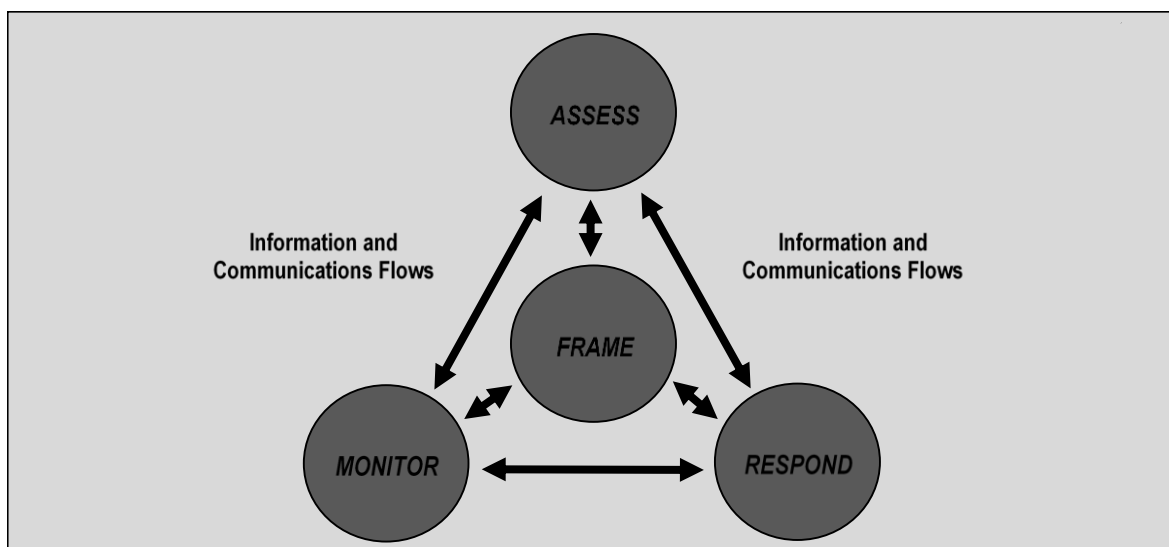 ASSESS
Information and
Communications Flows
Information and
Communications Flows
FRAME
MONITOR
RESPOND